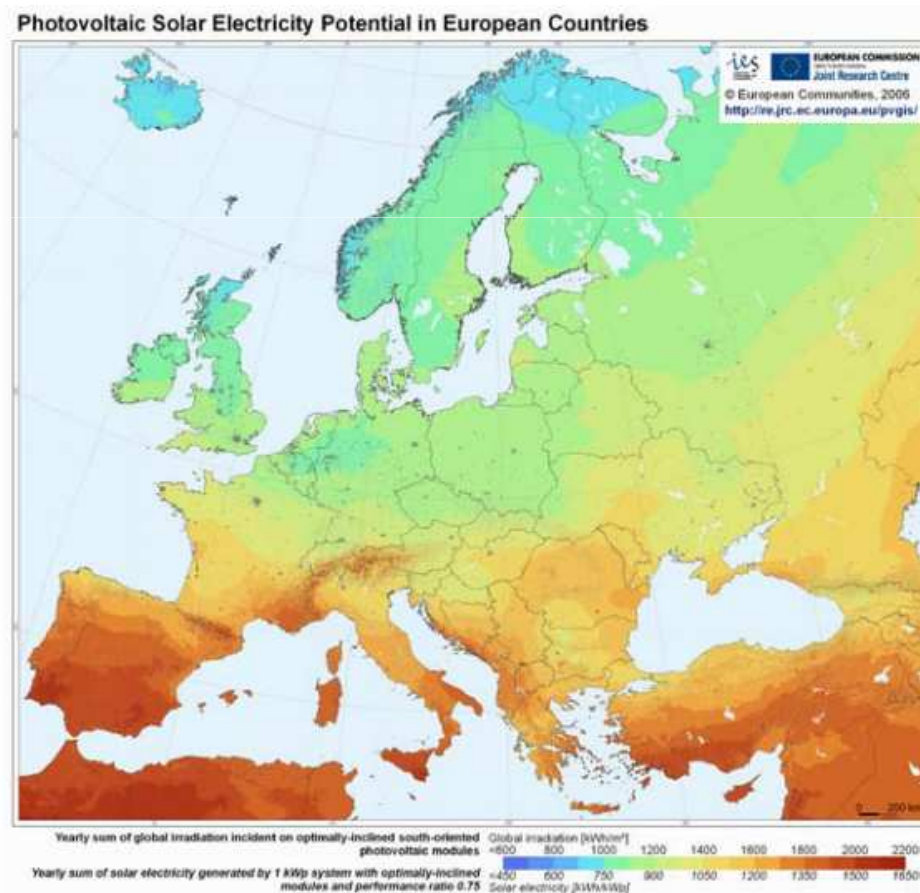 Photovoltaic Solar Electricity Potential in European Countries
ies
EUROPEAN COMMISSION
Joint Research Centre
© European Communities, 2006
http://re.jrc.ec.europa.eu/pvgis/
0 200 km
Yearly sum of global irradiation incident on optimally-inclined south-oriented
photovoltaic modules
Global irradiation [kWh/m²]
<600 800 1000 1200 1400 1600 1800 2000 2200
Yearly sum of solar electricity generated by 1 kWp system with optimally-inclined
modules and performance ratio 0.75
<450 600 750 900 1050 1200 1350 1500 1650
Solar electricity [kWh/kWp]